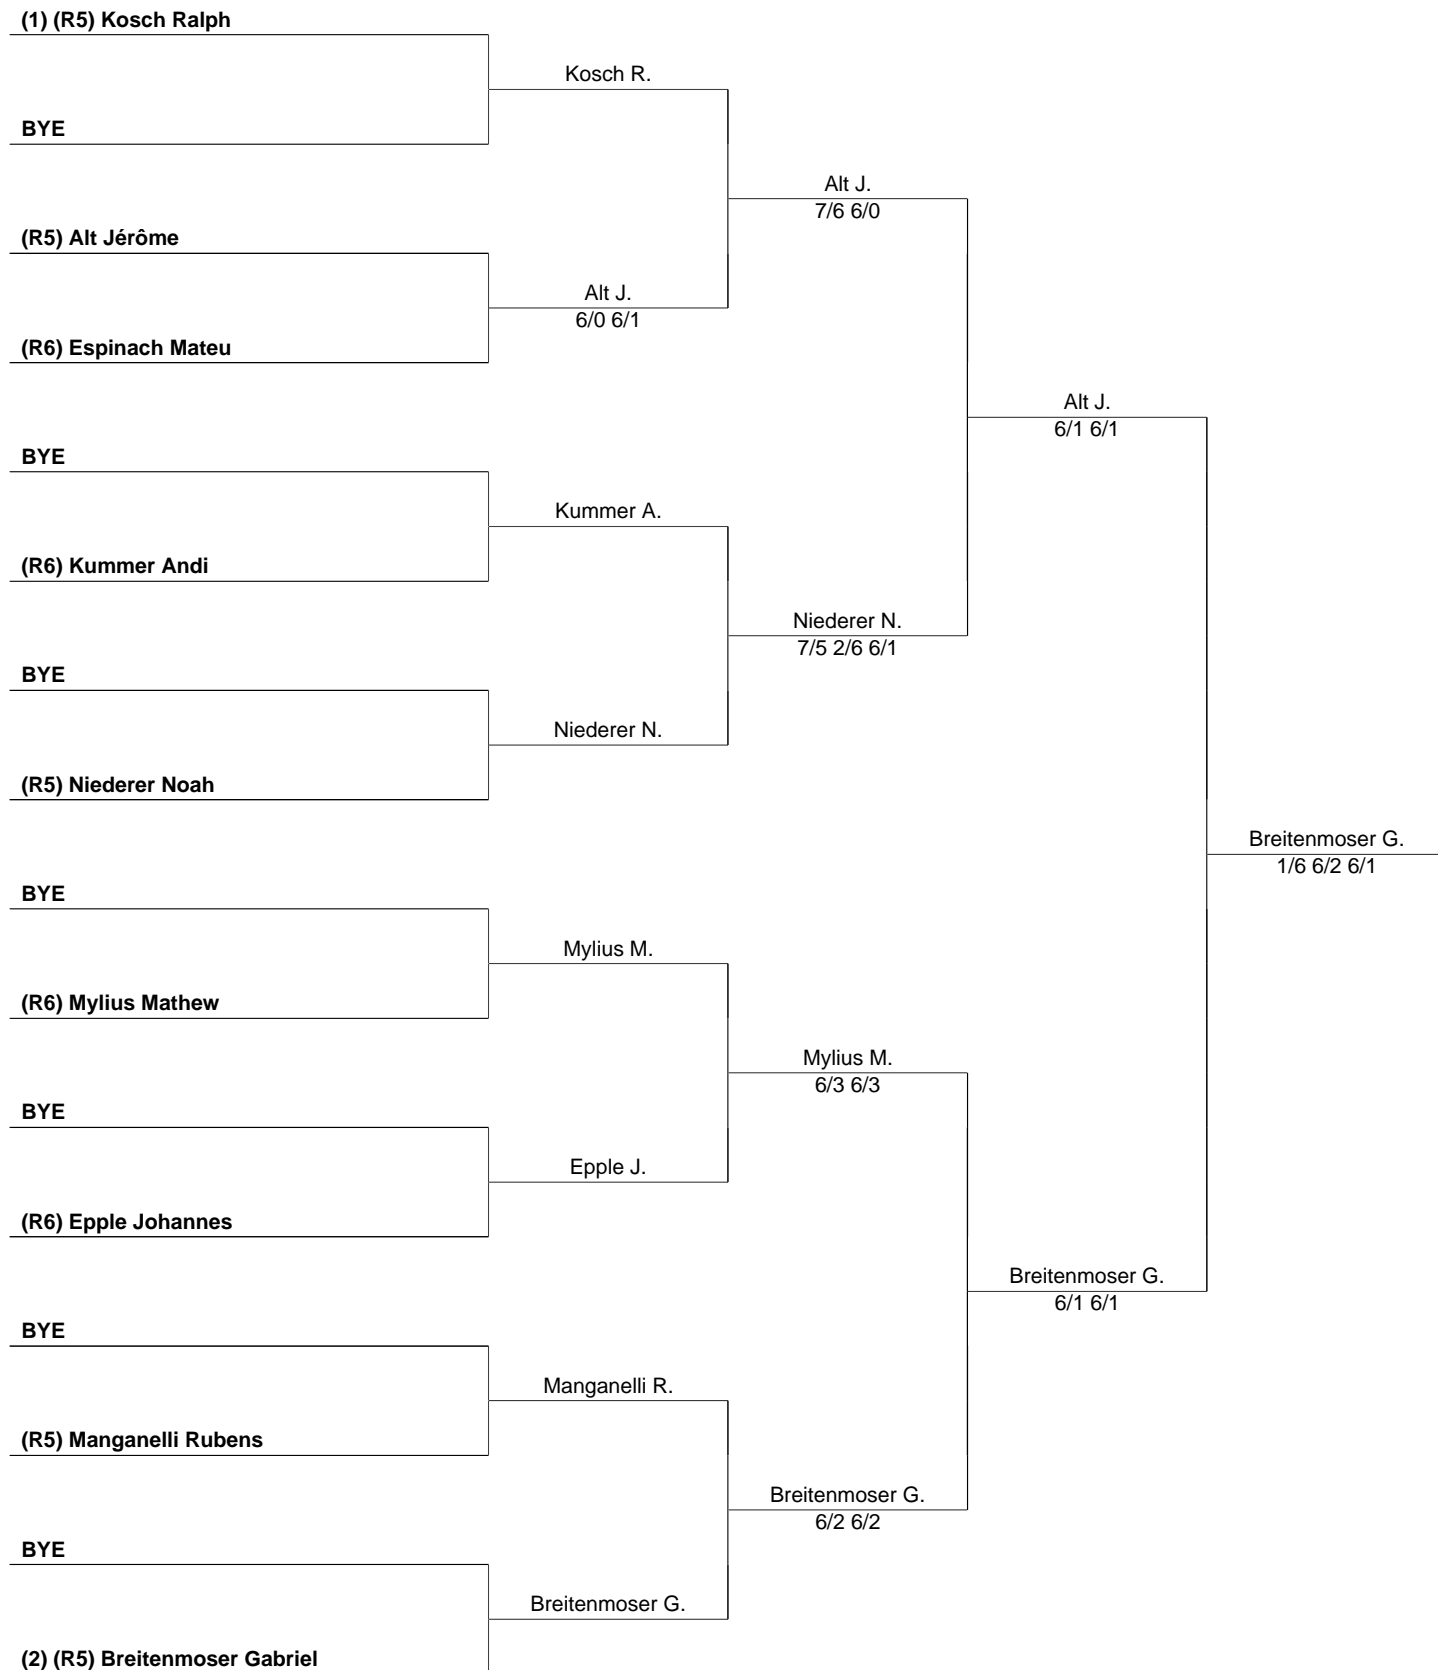 (1) (R5) Kosch Ralph
Kosch R.
BYE
Alt J.
7/6 6/0
(R5) Alt Jérôme
Alt J.
6/0 6/1
(R6) Espinach Mateu
Alt J.
6/1 6/1
BYE
Kummer A.
(R6) Kummer Andi
Niederer N.
7/5 2/6 6/1
BYE
Niederer N.
(R5) Niederer Noah
Breitenmoser G.
1/6 6/2 6/1
BYE
Mylius M.
(R6) Mylius Mathew
Mylius M.
6/3 6/3
BYE
Epple J.
(R6) Epple Johannes
Breitenmoser G.
6/1 6/1
BYE
Manganelli R.
(R5) Manganelli Rubens
Breitenmoser G.
6/2 6/2
BYE
Breitenmoser G.
(2) (R5) Breitenmoser Gabriel